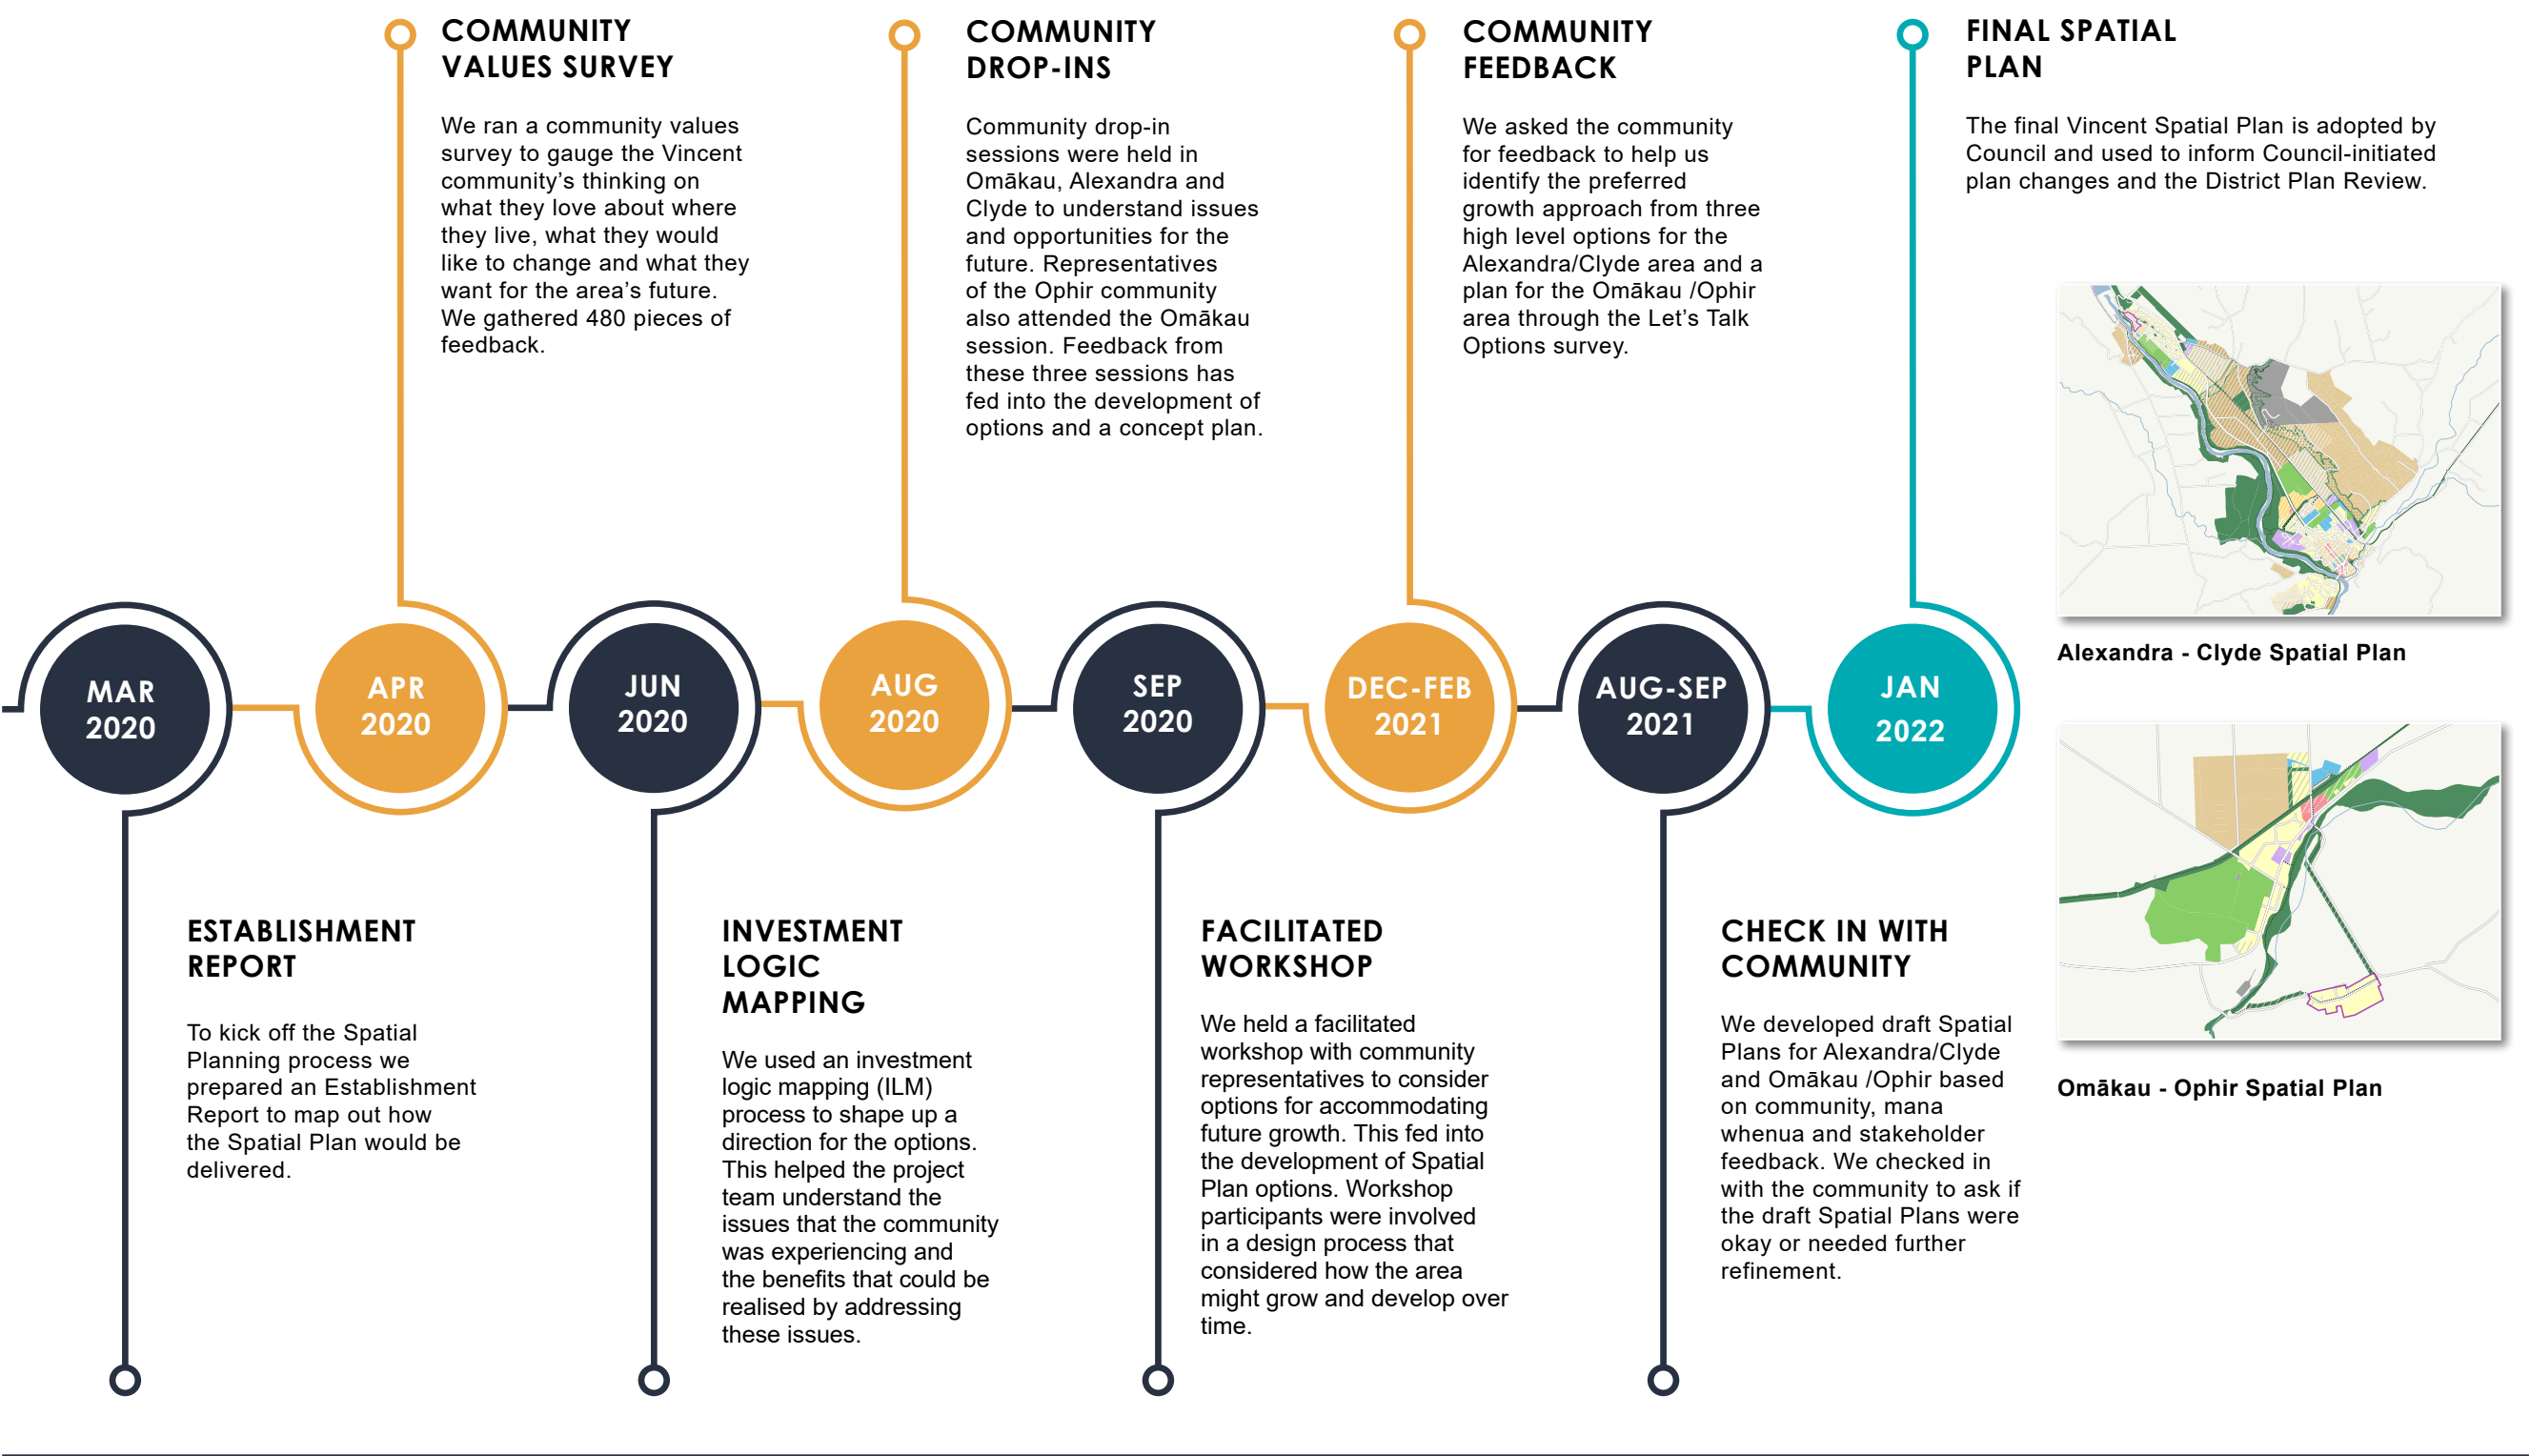 COMMUNITY
VALUES SURVEY
We ran a community values
survey to gauge the Vincent
community’s thinking on
what they love about where
they live, what they would
like to change and what they
want for the area’s future.
We gathered 480 pieces of
feedback.
COMMUNITY
DROP-INS
Community drop-in
sessions were held in
Omākau, Alexandra and
Clyde to understand issues
and opportunities for the
future. Representatives
of the Ophir community
also attended the Omākau
session. Feedback from
these three sessions has
fed into the development of
options and a concept plan.
COMMUNITY
FEEDBACK
We asked the community
for feedback to help us
identify the preferred
growth approach from three
high level options for the
Alexandra/Clyde area and a
plan for the Omākau /Ophir
area through the Let’s Talk
Options survey.
FINAL SPATIAL
PLAN
The final Vincent Spatial Plan is adopted by
Council and used to inform Council-initiated
plan changes and the District Plan Review.
Alexandra - Clyde Spatial Plan
MAR
2020
APR
2020
JUN
2020
AUG
2020
SEP
2020
DEC-FEB
2021
AUG-SEP
2021
JAN
2022
Omākau - Ophir Spatial Plan
ESTABLISHMENT
REPORT
To kick off the Spatial
Planning process we
prepared an Establishment
Report to map out how
the Spatial Plan would be
delivered.
INVESTMENT
LOGIC
MAPPING
We used an investment
logic mapping (ILM)
process to shape up a
direction for the options.
This helped the project
team understand the
issues that the community
was experiencing and
the benefits that could be
realised by addressing
these issues.
FACILITATED
WORKSHOP
We held a facilitated
workshop with community
representatives to consider
options for accommodating
future growth. This fed into
the development of Spatial
Plan options. Workshop
participants were involved
in a design process that
considered how the area
might grow and develop over
time.
CHECK IN WITH
COMMUNITY
We developed draft Spatial
Plans for Alexandra/Clyde
and Omākau /Ophir based
on community, mana
whenua and stakeholder
feedback. We checked in
with the community to ask if
the draft Spatial Plans were
okay or needed further
refinement.